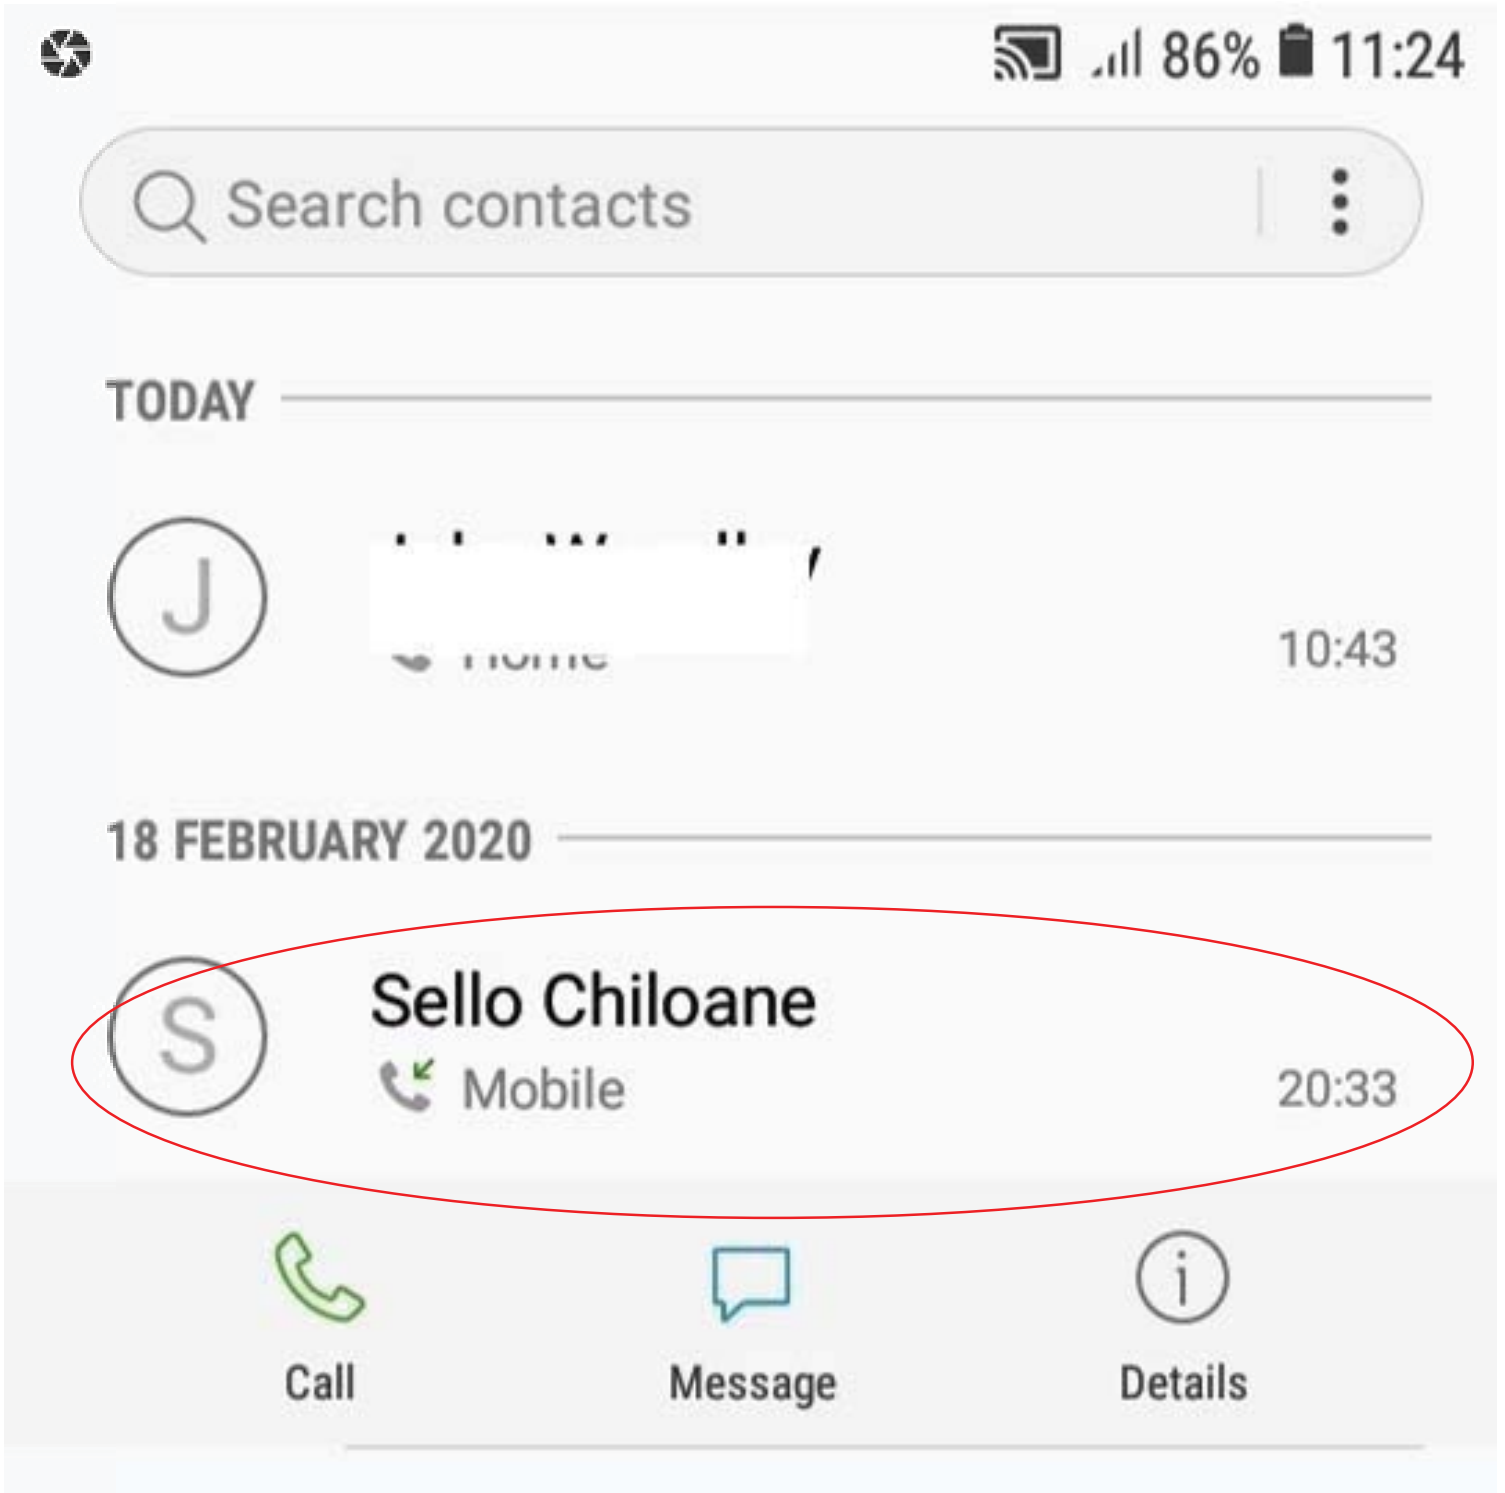 86% 11:24
Search contacts
TODAY
J
Home
10:43
18 FEBRUARY 2020
S
Sello Chiloane
Mobile
20:33
Call Message Details